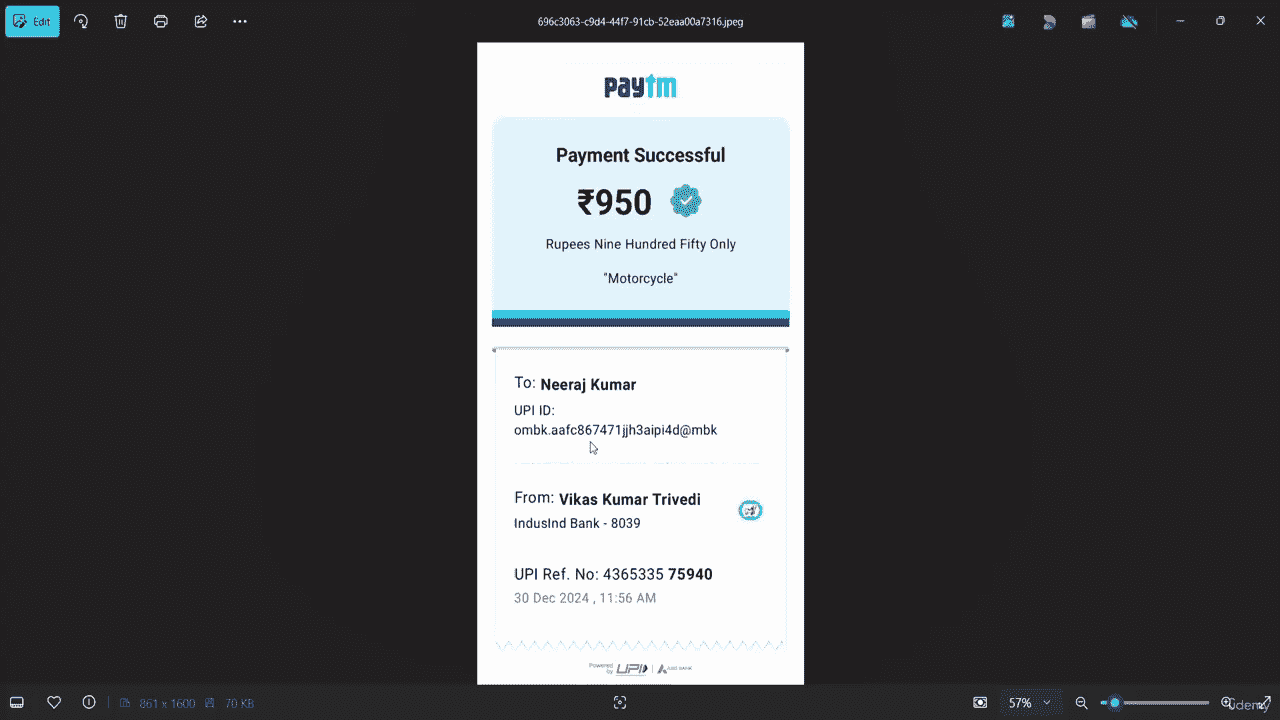 Edit
696c3063-c9d4-44f7-91cb-52eaa00a7316.jpeg
paytm
Payment Successful
₹950
Rupees Nine Hundred Fifty Only
"Motorcycle"
To: Neeraj Kumar
UPI ID:
ombk.aafc867471jjh3aipi4d@mbk
From: Vikas Kumar Trivedi
IndusInd Bank - 8039
UPI Ref. No: 4365335 75940
30 Dec 2024 , 11:56 AM
Powered
by UPI AXIS BANK
861 x 1600 70 KB 57%